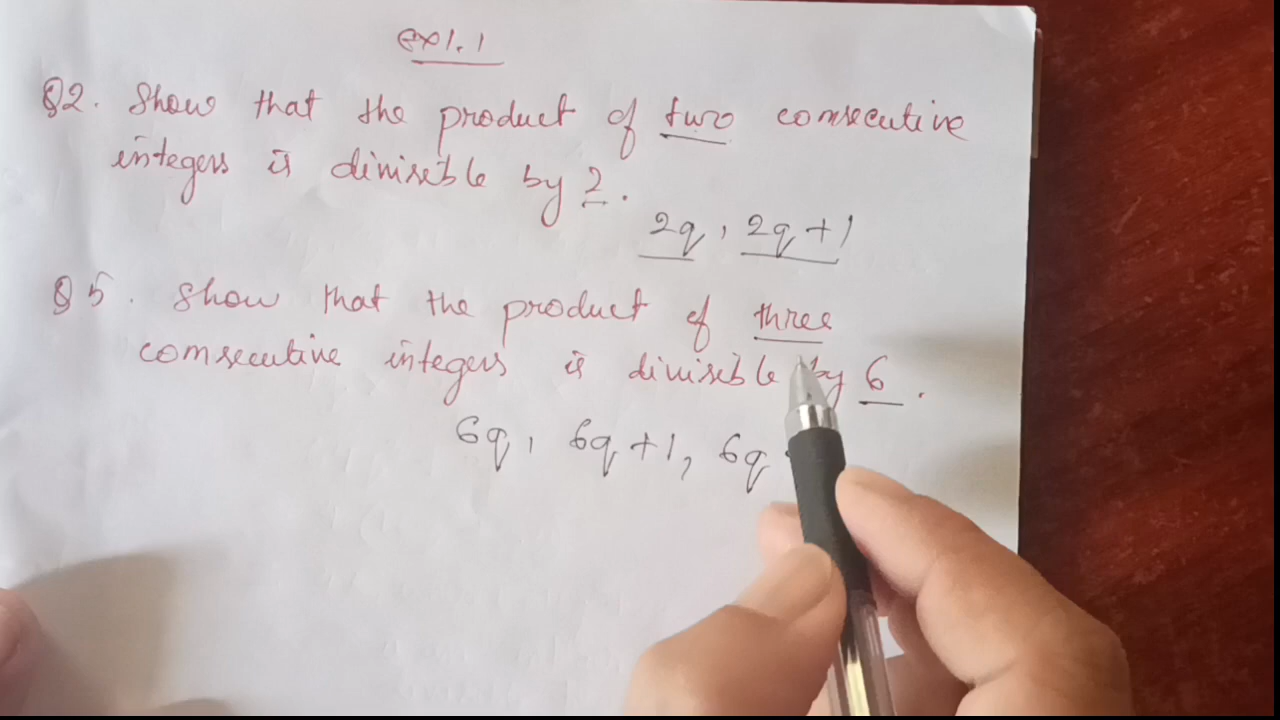 ex1.1
Q2. Show that the product of two consecutive
integers is divisible by 2.
2q, 2q+1
Q5. Show that the product of three
consecutive integers is divisible by 6.
6q, 6q+1, 6q